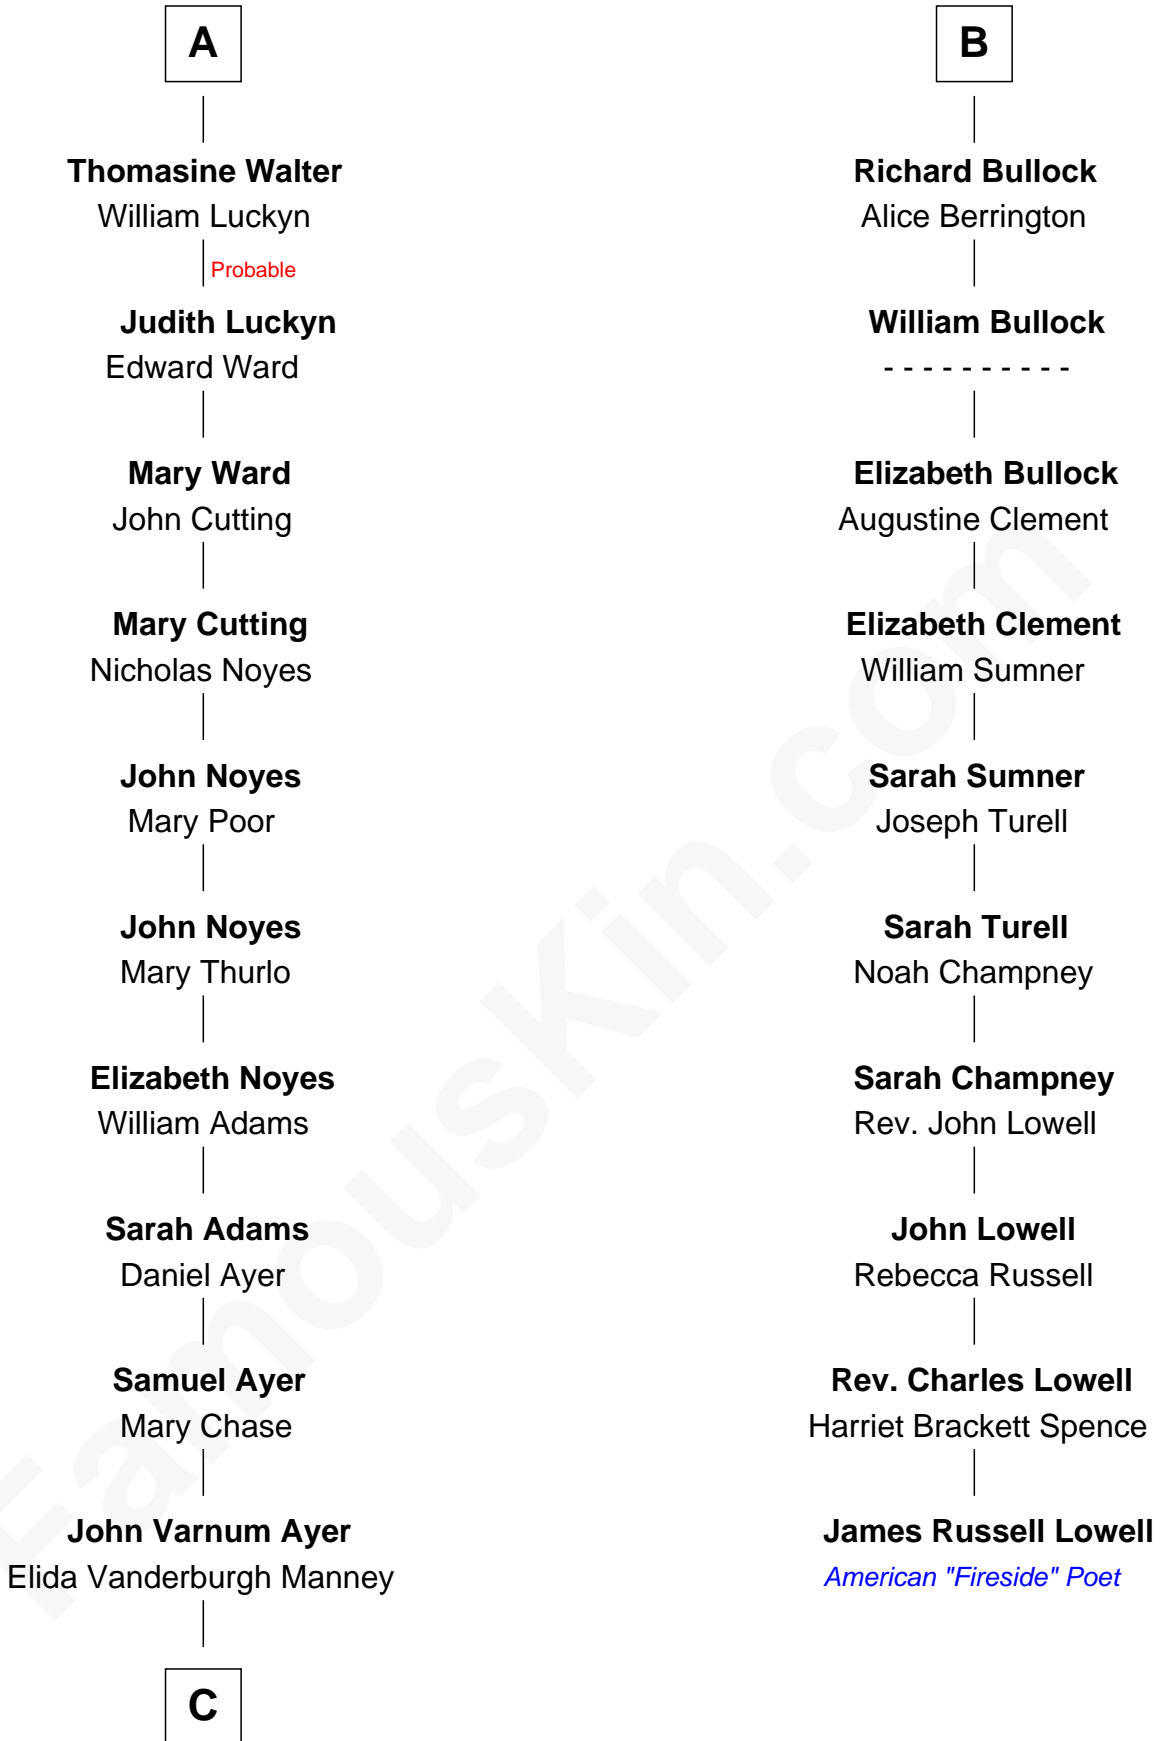 A
Thomasine Walter
William Luckyn
Probable
Judith Luckyn
Edward Ward
Mary Ward
John Cutting
Mary Cutting
Nicholas Noyes
John Noyes
Mary Poor
John Noyes
Mary Thurlo
Elizabeth Noyes
William Adams
Sarah Adams
Daniel Ayer
Samuel Ayer
Mary Chase
John Varnum Ayer
Elida Vanderburgh Manney
C
B
Richard Bullock
Alice Berrington
William Bullock
- - - - - - - - - -
Elizabeth Bullock
Augustine Clement
Elizabeth Clement
William Sumner
Sarah Sumner
Joseph Turell
Sarah Turell
Noah Champney
Sarah Champney
Rev. John Lowell
John Lowell
Rebecca Russell
Rev. Charles Lowell
Harriet Brackett Spence
James Russell Lowell
American "Fireside" Poet
FamousKin.com